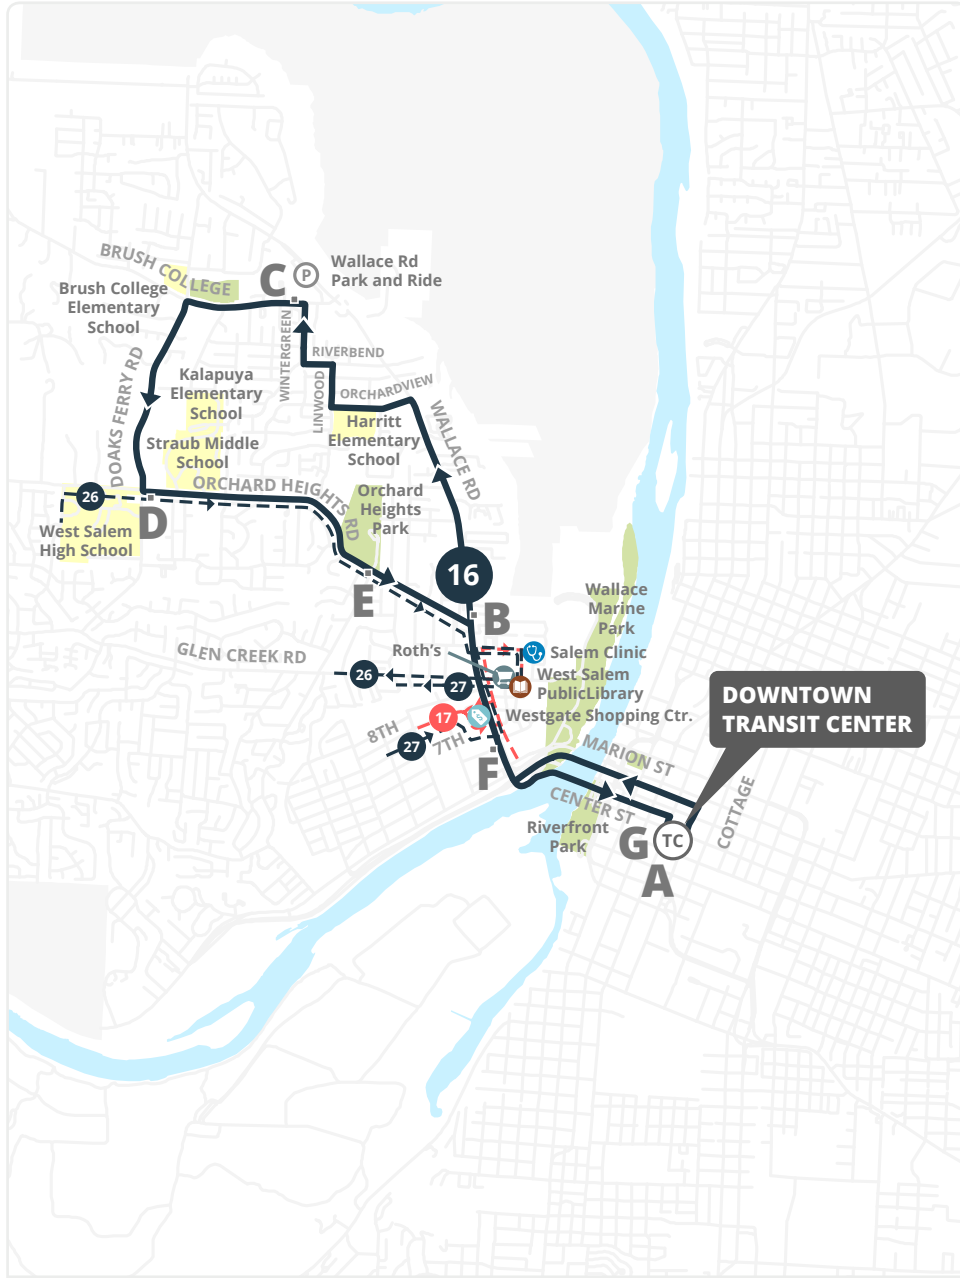 BRUSH COLLEGE
C
P
Wallace Rd
Park and Ride
Brush College
Elementary
School
WINTERGREEN
RIVERBEND
DOAKS FERRY RD
Kalapuya
Elementary
School
LINWOOD
ORCHARDVIEW
WALLACE RD
Harritt
Elementary
School
Straub Middle
School
ORCHARD HEIGHTS RD
Orchard
Heights
Park
26
D
West Salem
High School
16
E
B
Wallace
Marine
Park
GLEN CREEK RD
Roth's
Salem Clinic
26
27
West Salem
PublicLibrary
17
Westgate Shopping Ctr.
8TH
27
7TH
F
DOWNTOWN
TRANSIT CENTER
MARION ST
CENTER ST
COTTAGE
Riverfront
Park
G
TC
A